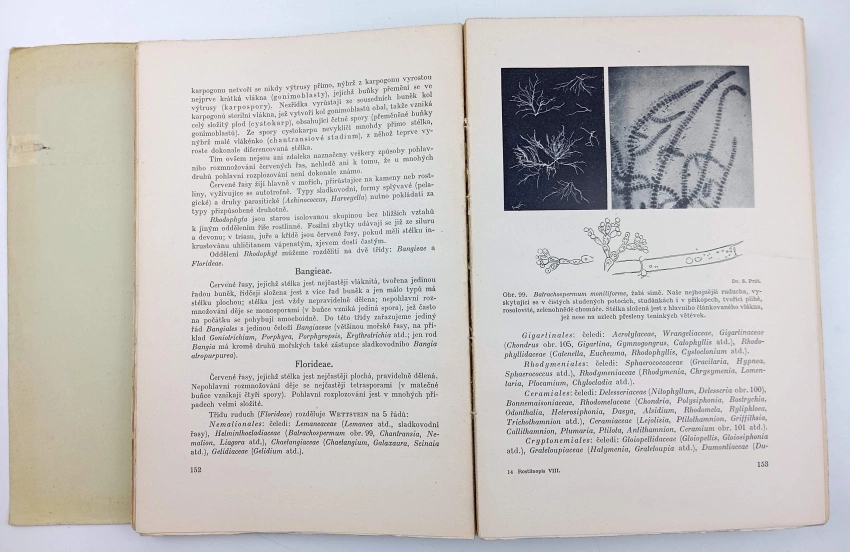 karpogonu netvoří se nikdy výtrusy přímo, nýbrž z karpogonu vyrostou
nejprve krátká vlákna (gonimoblasty), jejichž buňky přemění se ve
výtrusy (karpospory). Nezřídka vyrůstají ze sousedních buněk kol
karpogonů sterilní vlákna, jež vytvoří kol gonimoblastů obal, takže vzniká
celý složitý plod (cystokarp), obsahující četné spory (přeměněné buňky
gonimoblastů). Ze spory cystokarpu nevyklíčí mnohdy přímo stélka,
nýbrž malé vlákénko (chantransiové stadium), z něhož teprve vy-
roste dokonale diferencovaná stélka.
Tím ovšem nejsou ani zdaleka naznačeny veškery způsoby pohlav-
ního rozmnožování červených řas, nehledě ani k tomu, že u mnohých
druhů pohlavní rozplozování není dokonale známo.
Červené řasy žijí hlavně v mořích, přirůstajíce na kameny neb rost-
liny, vyživujíce se autotrofně. Typy sladkovodní, formy splývavé (pela-
gické) a druhy parasitické (Achinococcus, Harveyella) nutno pokládati za
typy přizpůsobené druhotně.
Rhodophyta jsou starou isolovanou skupinou bez bližších vztahů
k jiným oddělením říše rostlinné. Fosilní zbytky udávají se již ze siluru
a devonu; v triasu, juře a křídě jsou červené řasy, pokud měli stélku in-
krustovánu uhličitanem vápenatým, zjevem dosti častým.
Oddělení Rhodophyt můžeme rozděliti na dvě třídy: Bangieae a
Florideae.
Bangieae.
Červené řasy, jejichž stélka jest nejčastěji vláknitá, tvořena jedinou
řadou buněk, řidčeji složena jest z více řad buněk a jen málo typů má
stélku plochou; stélka jest vždy nepravidelně dělena; nepohlavní roz-
množování děje se monosporami (v buňce vzniká jediná spora), jež často
na počátku se pohybují amoeboidně. Do této třídy zařazujeme jediný
řád Bangiales s jedinou čeledí Bangiaceae (většinou mořské řasy, na pří-
klad Goniotrichium, Porphyra, Porphyropsis, Erythrotrichia atd.; jen rod
Bangia má kromě druhů mořských také zástupce sladkovodního Bangia
atropurpurea).
Florideae.
Červené řasy, jejichž stélka jest nejčastěji plochá, pravidelně dělená.
Nepohlavní rozmnožování děje se nejčastěji tetrasporami (v mateřné
buňce vznikají čtyři spory). Pohlavní rozplozování jest v mnohých pří-
padech velmi složité.
Třídu ruduch (Florideae) rozděluje WETTSTEIN na 5 řádů:
Nemalionales: čeledi: Lemaneaceae (Lemanea atd., sladkovodní
řasy), Helminthocladiaceae (Batrachospermum obr. 99, Chantransia, Ne-
malion, Liagora atd.), Chaetangiaceae (Chaetangium, Galaxaura, Scinaia
atd.), Gelidiaceae (Gelidium atd.).
152
Dr. S. Prát.
Obr. 99. Batrachospermum moniliforme, žabí símě. Naše nejhojnější ruducha, vy-
skytující se v čistých studených potocích, studánkách i v příkopech, tvořící plihé,
rosolovité, zelenohnědé chomáče. Stélka složená jest z hlavního článkovaného vlákna,
jež nese na uzlech přesleny tenninkých větévek.
Gigartinales: čeledi: Acrotylaceae, Wrangeliaceae, Gigartinaceae
(Chondrus obr. 105, Gigartina, Gymnogongrus, Calophyllis atd.), Rhodo-
phyllidaceae (Catenella, Eucheuma, Rhodophyllis, Cystoclonium atd.).
Rhodymeniales: čeledi: Sphaerococcaceae (Gracilaria, Hypnea,
Sphaerococcus atd.), Rhodymeniaceae (Rhodymenia, Chrysymenia, Lomen-
taria, Plocamium, Chylocladia atd.).
Ceramiales: čeledi: Delesseriaceae (Nitophyllum, Delesseria obr. 100),
Bonnemaisoniaceae, Rhodomelaceae (Chondria, Polysiphonia, Bostrychia,
Odonthalia, Heterosiphonia, Dasya, Alsidium, Rhodomela, Rytiphloea,
Trichothamnion atd.), Ceramiaceae (Lejolisia, Ptilothamnion, Griffithsia,
Callithamnion, Plumaria, Ptilota, Antithamnion, Ceramium obr. 101 atd.).
Cryptonemiales: čeledi: Gloiopeltidaceae (Gloiopeltis, Gloiosiphonia
atd.), Grateloupiaceae (Halymenia, Grateloupia atd.), Dumontiaceae (Du-
14 Rostlinopis VIII.
153